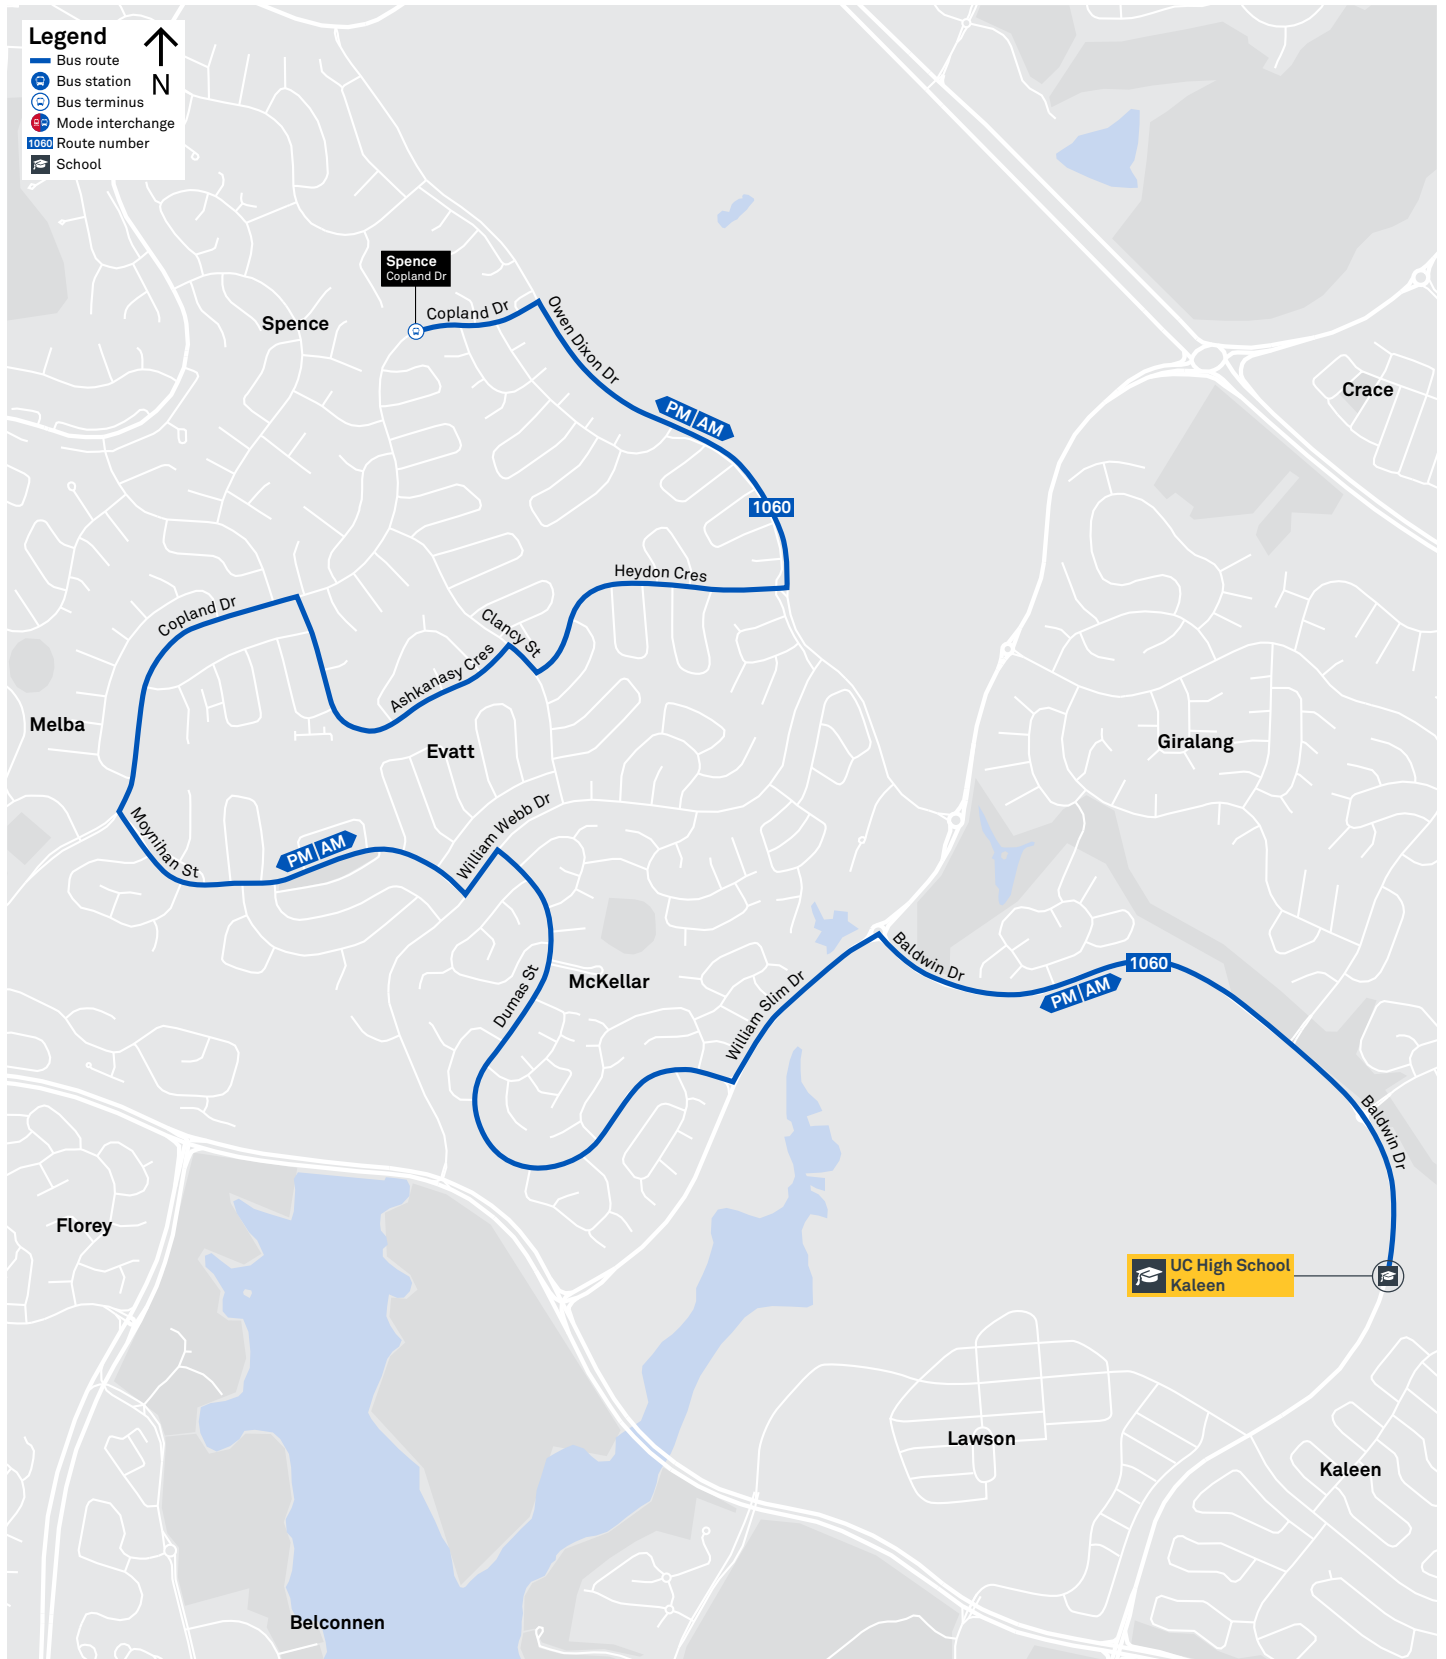 Legend
N
Bus route
Bus station
Bus terminus
Mode interchange
1060 Route number
School
Spence
Copland Dr
Spence
Copland Dr
Owen Dixon Dr
Crace
PM AM
1060
Heydon Cres
Copland Dr
Clancy St
Ashkanasy Cres
Melba
Evatt
Giralang
Moynihan St
PM AM
William Webb Dr
Dumas St
McKellar
William Slim Dr
Baldwin Dr
1060
PM AM
Baldwin Dr
Florey
UC High School
Kaleen
Lawson
Kaleen
Belconnen